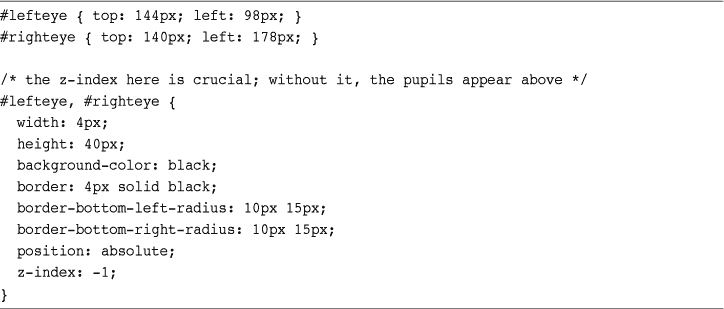 #lefteye { top: 144px; left: 98px; }
#righteye { top: 140px; left: 178px; }

/* the z-index here is crucial; without it, the pupils appear above */
#lefteye, #righteye {
  width: 4px;
  height: 40px;
  background-color: black;
  border: 4px solid black;
  border-bottom-left-radius: 10px 15px;
  border-bottom-right-radius: 10px 15px;
  position: absolute;
  z-index: -1;
}